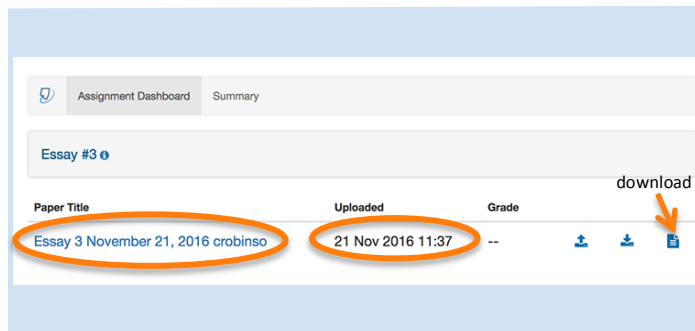 Assignment Dashboard Summary
Essay #3
download
Paper Title Uploaded Grade
Essay 3 November 21, 2016 crobinso 21 Nov 2016 11:37 --